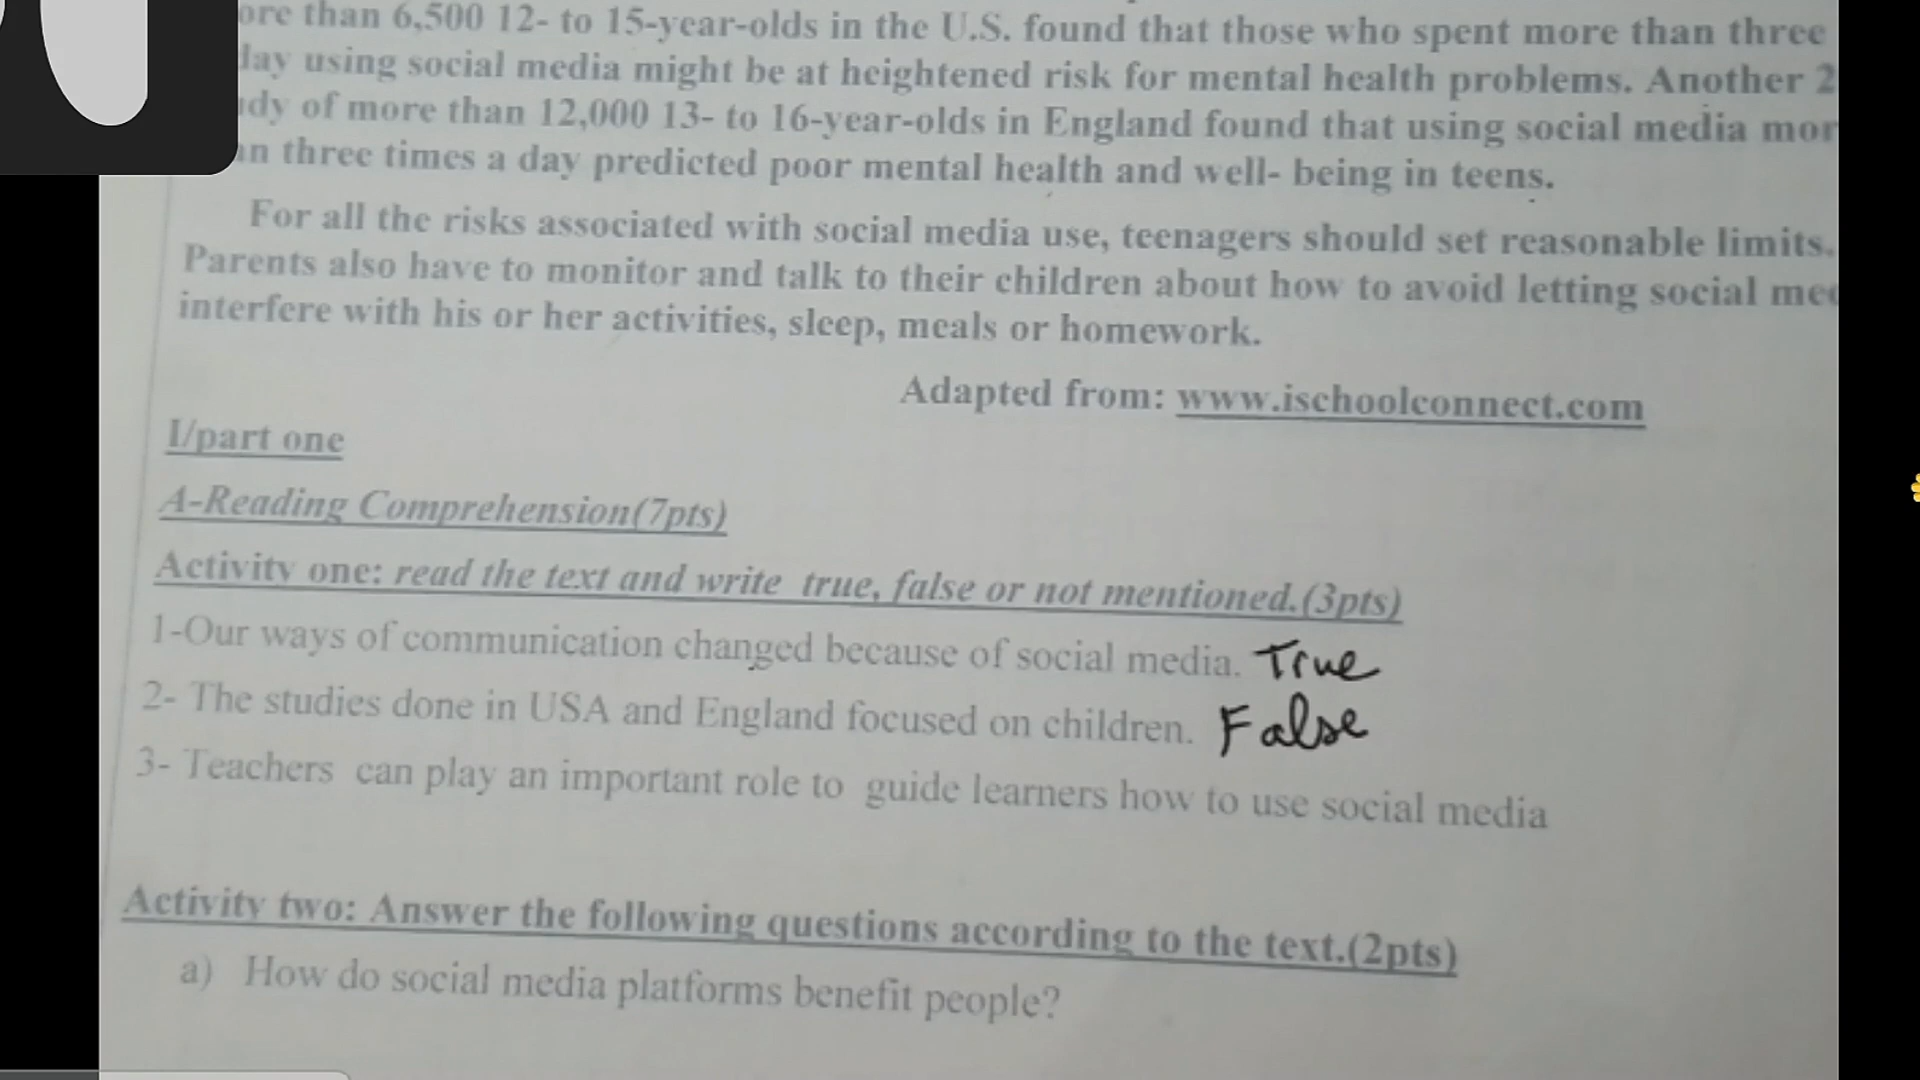 ore than 6,500 12- to 15-year-olds in the U.S. found that those who spent more than three
day using social media might be at heightened risk for mental health problems. Another 2
dy of more than 12,000 13- to 16-year-olds in England found that using social media mor
an three times a day predicted poor mental health and well- being in teens.
For all the risks associated with social media use, teenagers should set reasonable limits.
Parents also have to monitor and talk to their children about how to avoid letting social med
interfere with his or her activities, sleep, meals or homework.
Adapted from: www.ischoolconnect.com
I/part one
A-Reading Comprehension(7pts)
Activity one: read the text and write true, false or not mentioned.(3pts)
1-Our ways of communication changed because of social media. True
2- The studies done in USA and England focused on children. False
3- Teachers can play an important role to guide learners how to use social media
Activity two: Answer the following questions according to the text.(2pts)
a) How do social media platforms benefit people?